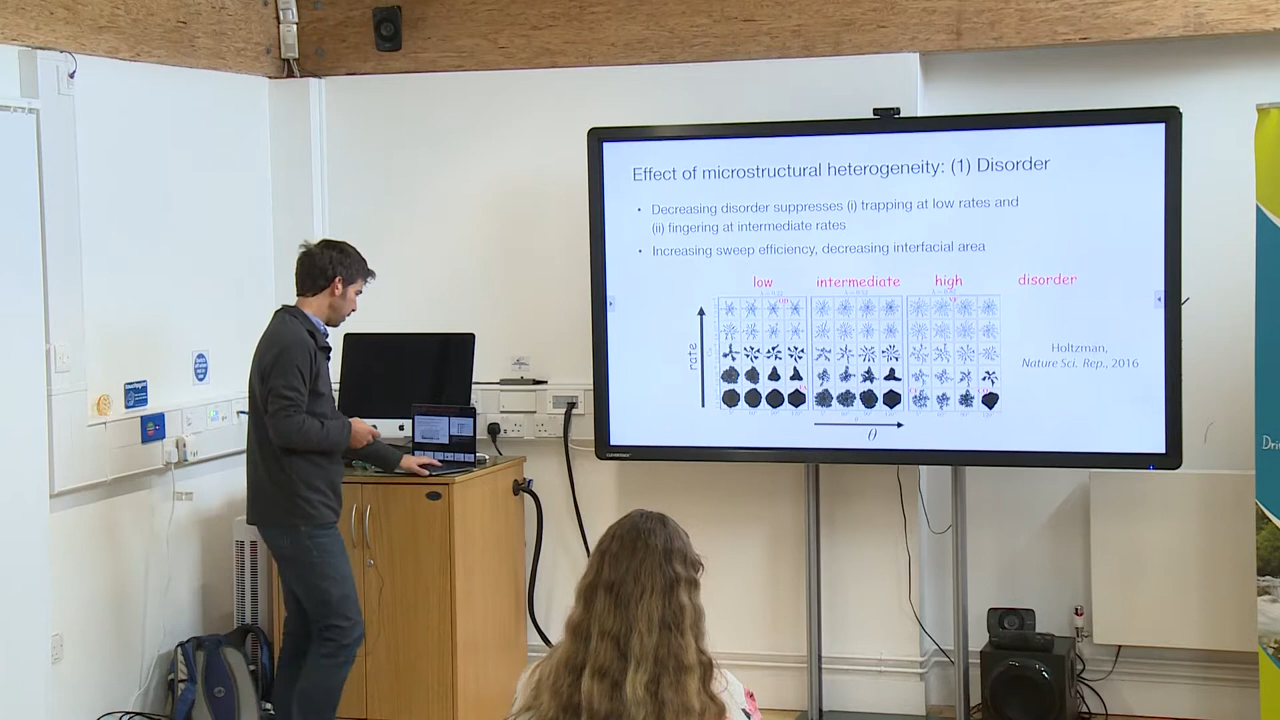 Effect of microstructural heterogeneity: (1) Disorder
• Decreasing disorder suppresses (i) trapping at low rates and
(ii) fingering at intermediate rates
• Increasing sweep efficiency, decreasing interfacial area
low intermediate high disorder
rate
Holtzman,
Nature Sci. Rep., 2016
θ